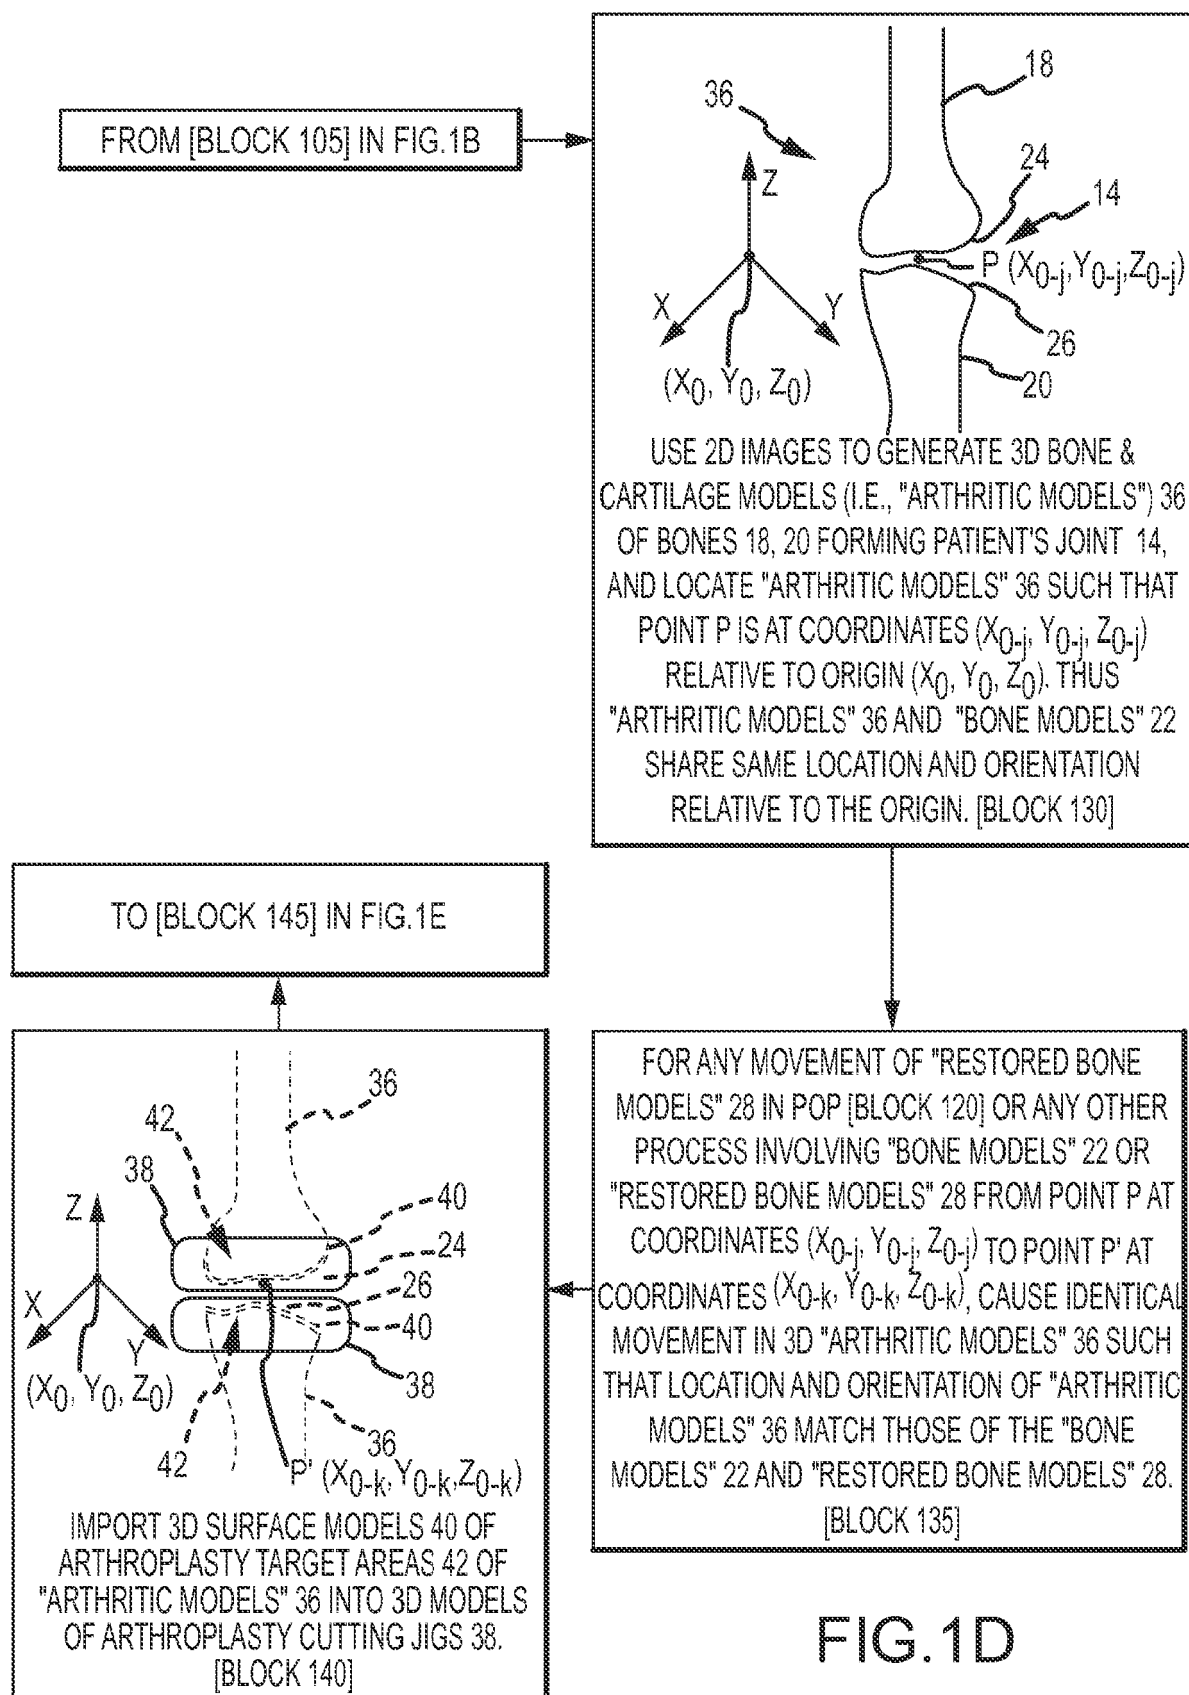 FROM [BLOCK 105] IN FIG.1B
36
18
24
14
Z
P (X0-j,Y0-j,Z0-j)
X
Y
26
20
(X0, Y0, Z0)
USE 2D IMAGES TO GENERATE 3D BONE &
CARTILAGE MODELS (I.E., "ARTHRITIC MODELS") 36
OF BONES 18, 20 FORMING PATIENT'S JOINT 14,
AND LOCATE "ARTHRITIC MODELS" 36 SUCH THAT
POINT P IS AT COORDINATES (X0-j, Y0-j, Z0-j)
RELATIVE TO ORIGIN (X0, Y0, Z0). THUS
"ARTHRITIC MODELS" 36 AND "BONE MODELS" 22
SHARE SAME LOCATION AND ORIENTATION
RELATIVE TO THE ORIGIN. [BLOCK 130]
FOR ANY MOVEMENT OF "RESTORED BONE
MODELS" 28 IN POP [BLOCK 120] OR ANY OTHER
PROCESS INVOLVING "BONE MODELS" 22 OR
"RESTORED BONE MODELS" 28 FROM POINT P AT
COORDINATES (X0-j, Y0-j, Z0-j) TO POINT P' AT
COORDINATES (X0-k, Y0-k, Z0-k), CAUSE IDENTICAL
MOVEMENT IN 3D "ARTHRITIC MODELS" 36 SUCH
THAT LOCATION AND ORIENTATION OF "ARTHRITIC
MODELS" 36 MATCH THOSE OF THE "BONE
MODELS" 22 AND "RESTORED BONE MODELS" 28.
[BLOCK 135]
36
42
38
40
Z
24
26
X
40
Y
(X0, Y0, Z0)
38
36
42
P' (X0-k,Y0-k,Z0-k)
IMPORT 3D SURFACE MODELS 40 OF
ARTHROPLASTY TARGET AREAS 42 OF
"ARTHRITIC MODELS" 36 INTO 3D MODELS
OF ARTHROPLASTY CUTTING JIGS 38.
[BLOCK 140]
TO [BLOCK 145] IN FIG.1E
FIG.1D